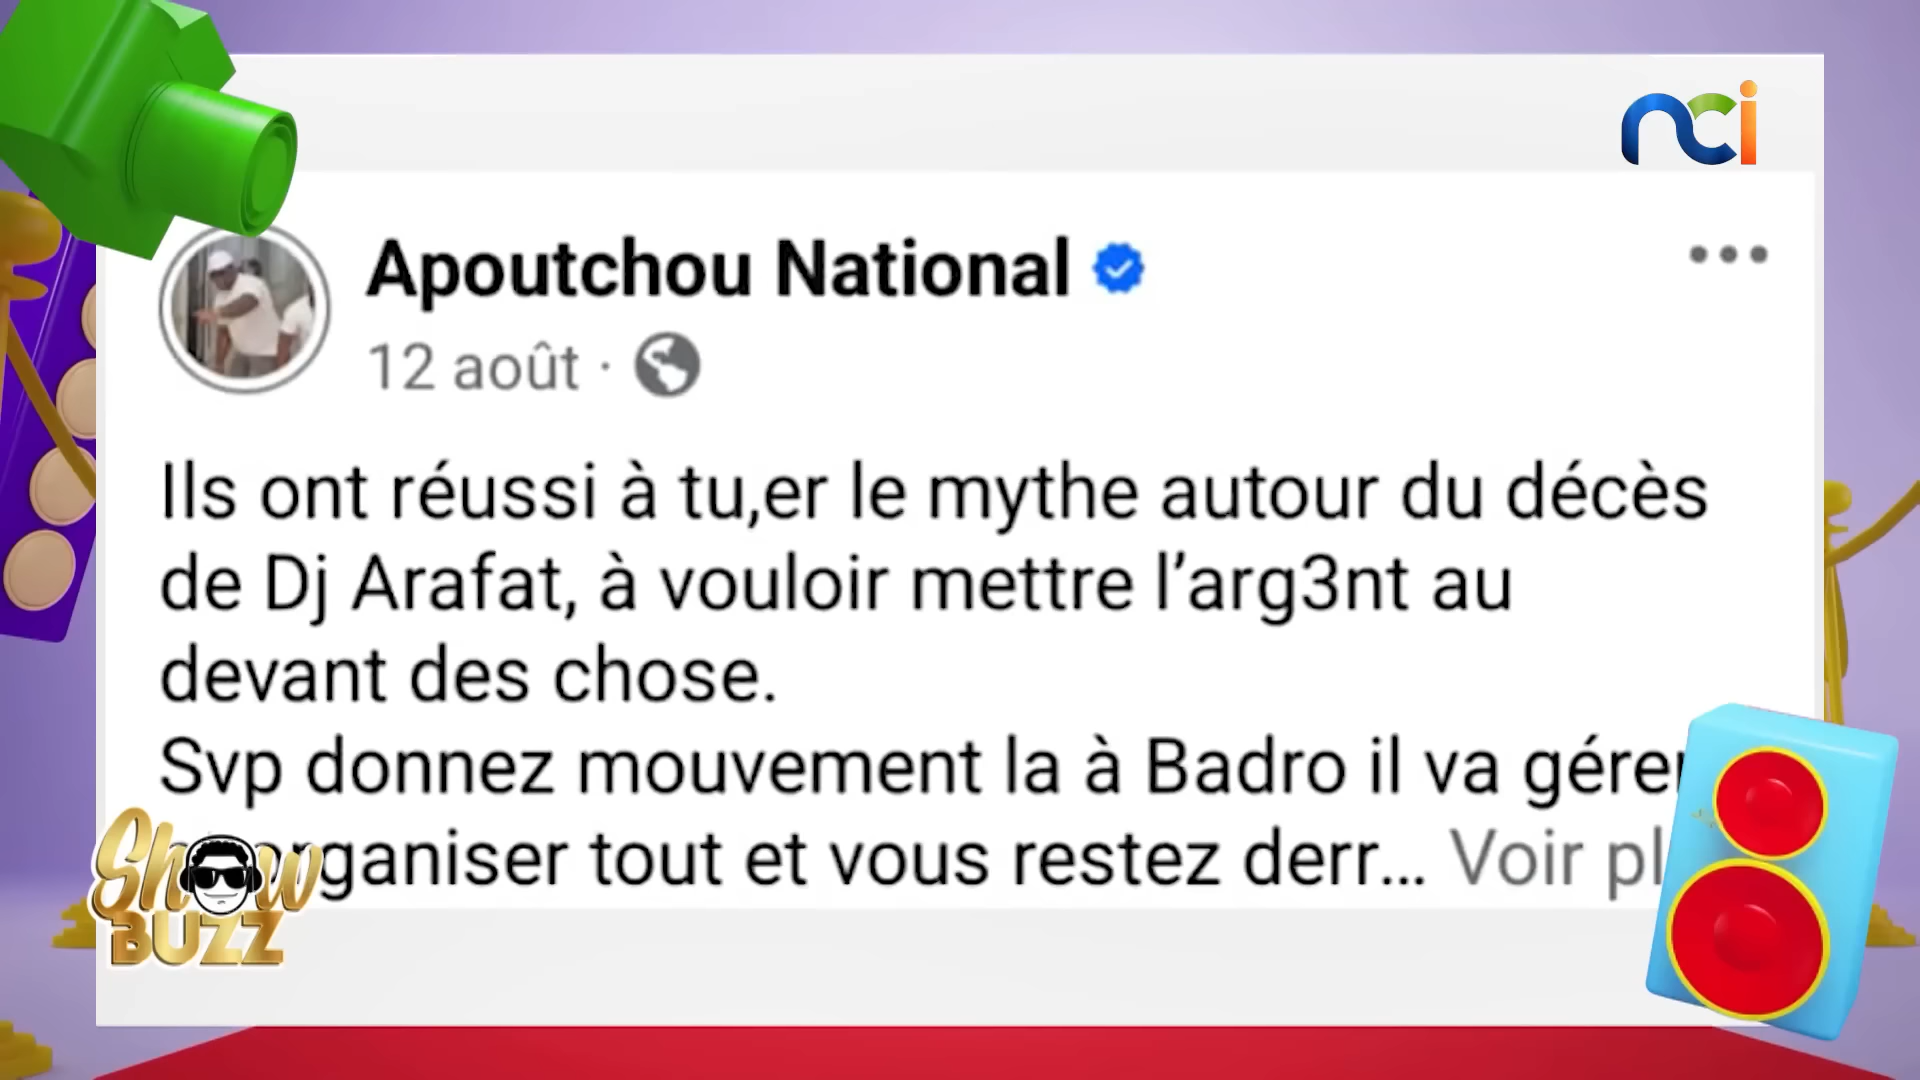 nci
Apoutchou National
12 août ·
Ils ont réussi à tu,er le mythe autour du décès
de Dj Arafat, à vouloir mettre l’arg3nt au
devant des chose.
Svp donnez mouvement la à Badro il va gérer
organiser tout et vous restez derr... Voir pl
Show
BUZZ